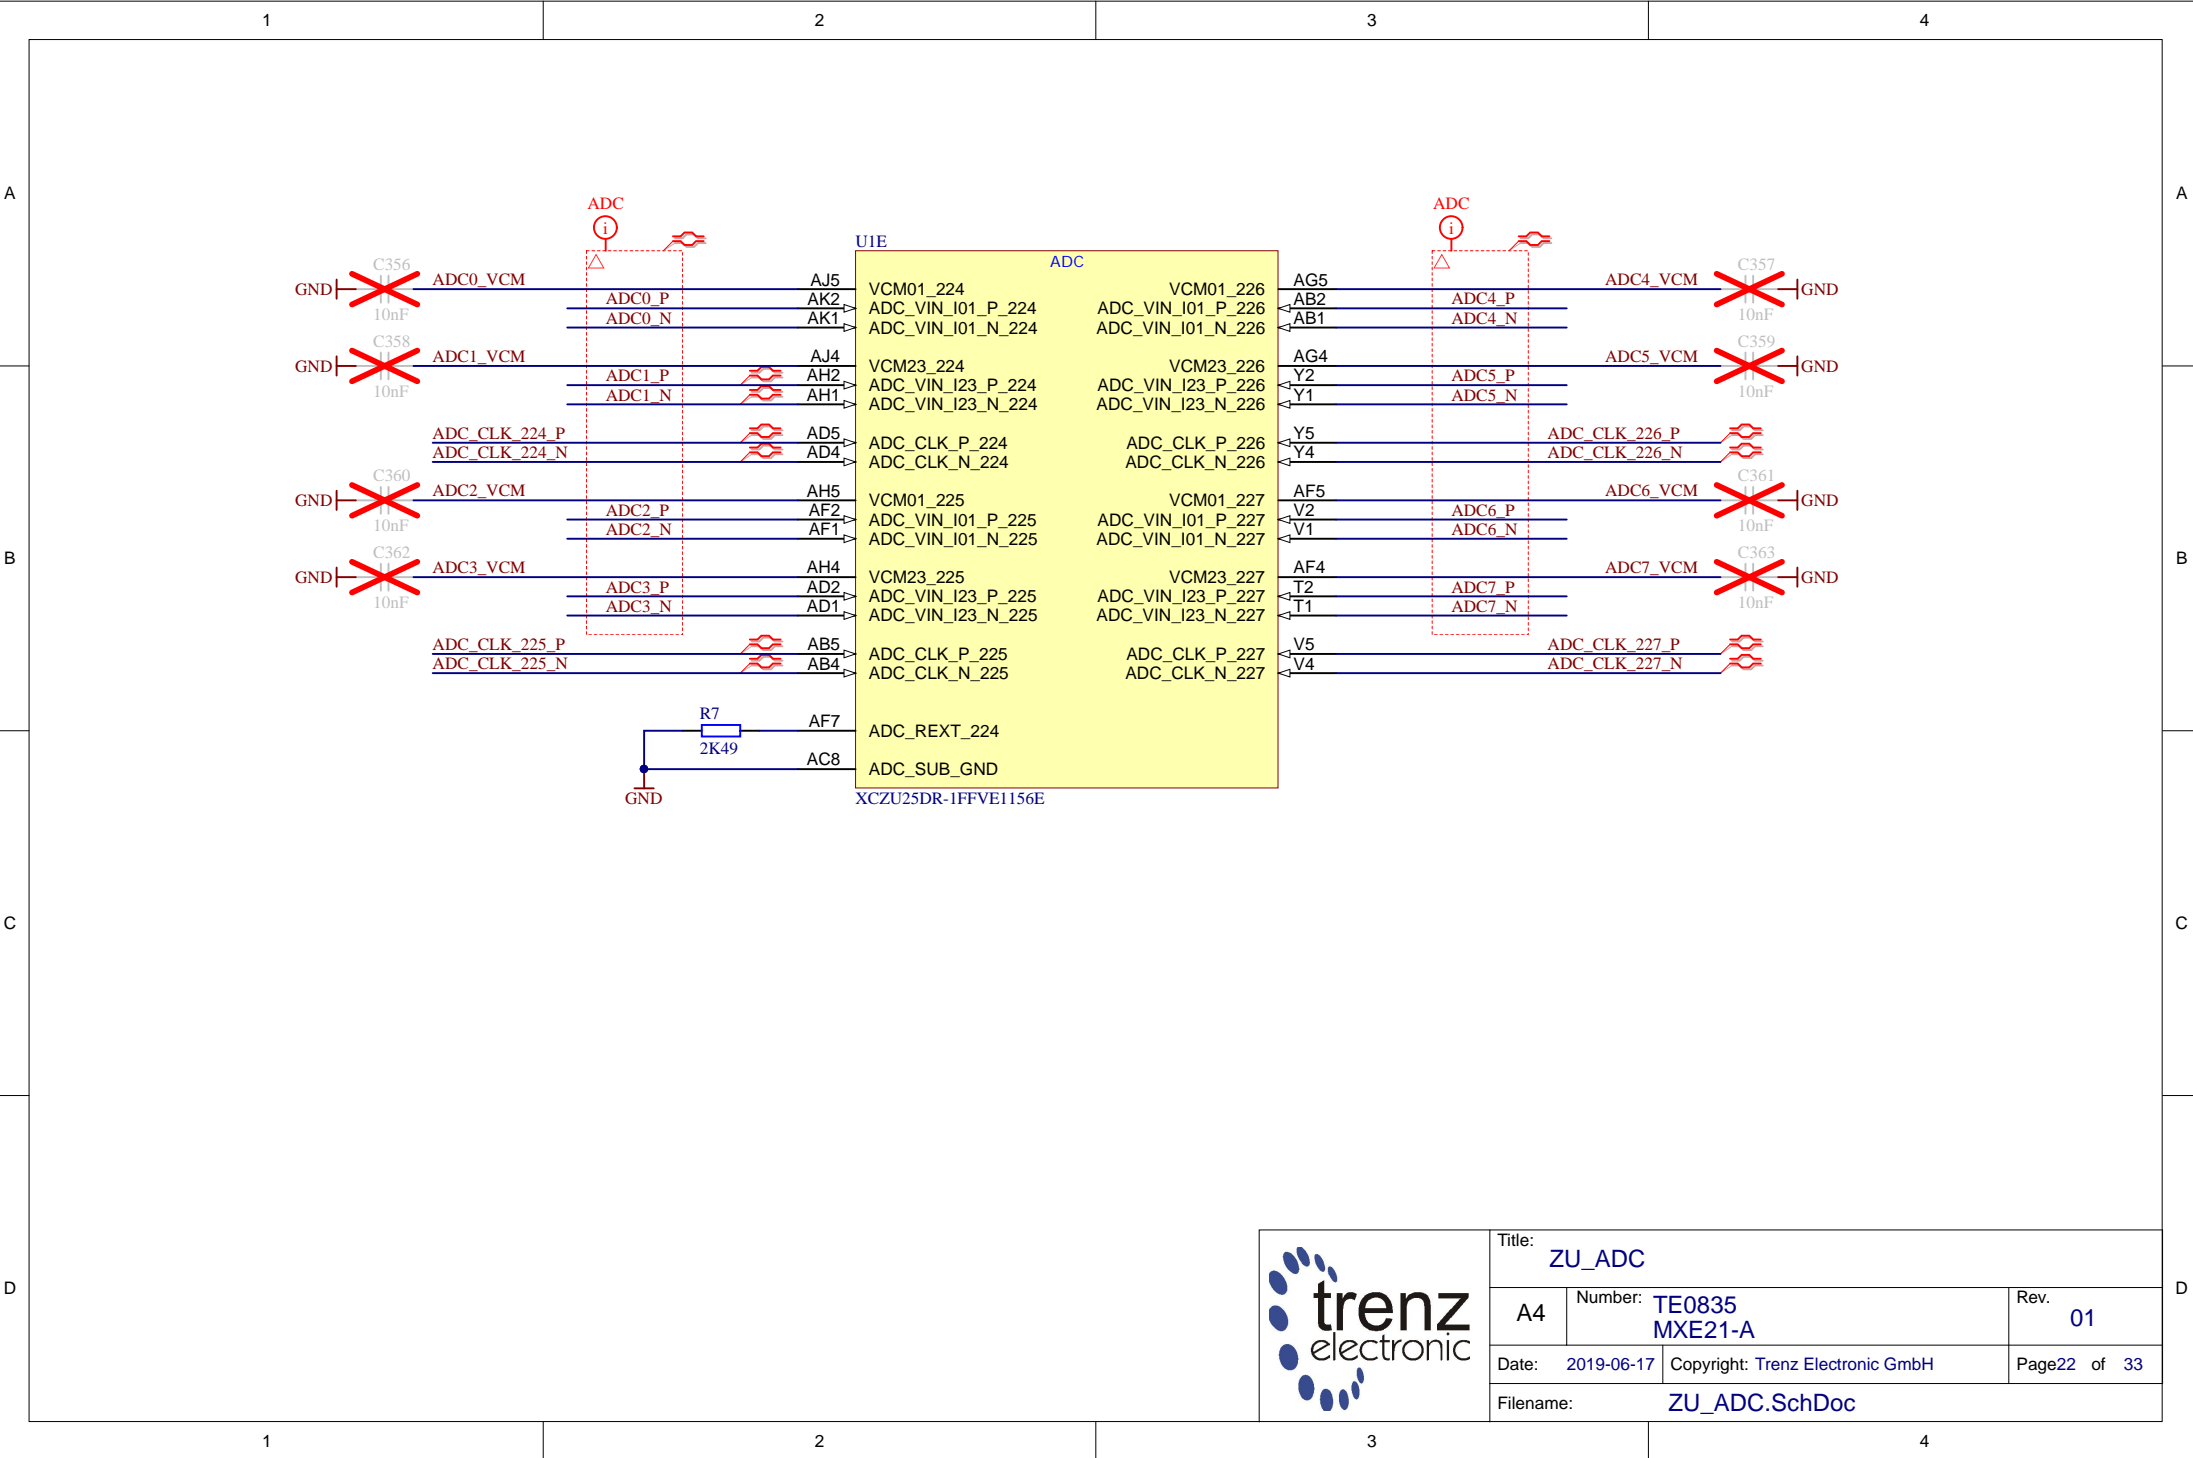 1 2 3 4
A A
ADC ADC
U1E
ADC
C356 C357
GND ADC0_VCM AJ5 VCM01_224 VCM01_226 AG5 ADC4_VCM GND
10nF ADC0_P AK2 ADC_VIN_I01_P_224 ADC_VIN_I01_P_226 AB2 ADC4_P 10nF
ADC0_N AK1 ADC_VIN_I01_N_224 ADC_VIN_I01_N_226 AB1 ADC4_N
C358 C359
GND ADC1_VCM AJ4 VCM23_224 VCM23_226 AG4 ADC5_VCM GND
10nF ADC1_P AH2 ADC_VIN_I23_P_224 ADC_VIN_I23_P_226 Y2 ADC5_P 10nF
ADC1_N AH1 ADC_VIN_I23_N_224 ADC_VIN_I23_N_226 Y1 ADC5_N
ADC_CLK_224_P AD5 ADC_CLK_P_224 ADC_CLK_P_226 Y5 ADC_CLK_226_P
ADC_CLK_224_N AD4 ADC_CLK_N_224 ADC_CLK_N_226 Y4 ADC_CLK_226_N
C360 C361
GND ADC2_VCM AH5 VCM01_225 VCM01_227 AF5 ADC6_VCM GND
10nF ADC2_P AF2 ADC_VIN_I01_P_225 ADC_VIN_I01_P_227 V2 ADC6_P 10nF
ADC2_N AF1 ADC_VIN_I01_N_225 ADC_VIN_I01_N_227 V1 ADC6_N
C362 C363
B B
GND ADC3_VCM AH4 VCM23_225 VCM23_227 AF4 ADC7_VCM GND
10nF ADC3_P AD2 ADC_VIN_I23_P_225 ADC_VIN_I23_P_227 T2 ADC7_P 10nF
ADC3_N AD1 ADC_VIN_I23_N_225 ADC_VIN_I23_N_227 T1 ADC7_N
ADC_CLK_225_P AB5 ADC_CLK_P_225 ADC_CLK_P_227 V5 ADC_CLK_227_P
ADC_CLK_225_N AB4 ADC_CLK_N_225 ADC_CLK_N_227 V4 ADC_CLK_227_N
R7 AF7 ADC_REXT_224
2K49
AC8 ADC_SUB_GND
GND
XCZU25DR-1FFVE1156E
C C
D D
trenz
electronic
Title:
ZU_ADC
A4 Number: TE0835 Rev. 01
MXE21-A
Date: 2019-06-17 Copyright: Trenz Electronic GmbH Page22 of 33
Filename: ZU_ADC.SchDoc
1 2 3 4